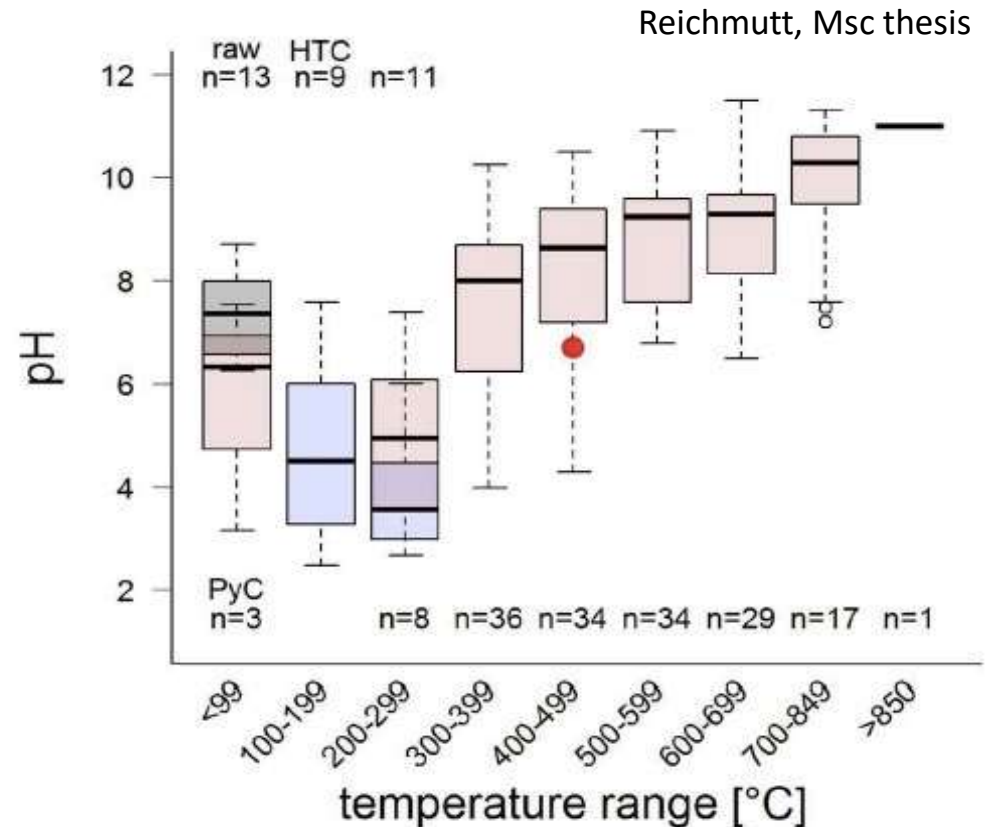 Reichmutt, Msc thesis
raw HTC
n=13 n=9 n=11
12
10
8
6
4
2
pH
PyC
n=3 n=8 n=36 n=34 n=34 n=29 n=17 n=1
<99 100-199 200-299 300-399 400-499 500-599 600-699 700-849 >850
temperature range [°C]